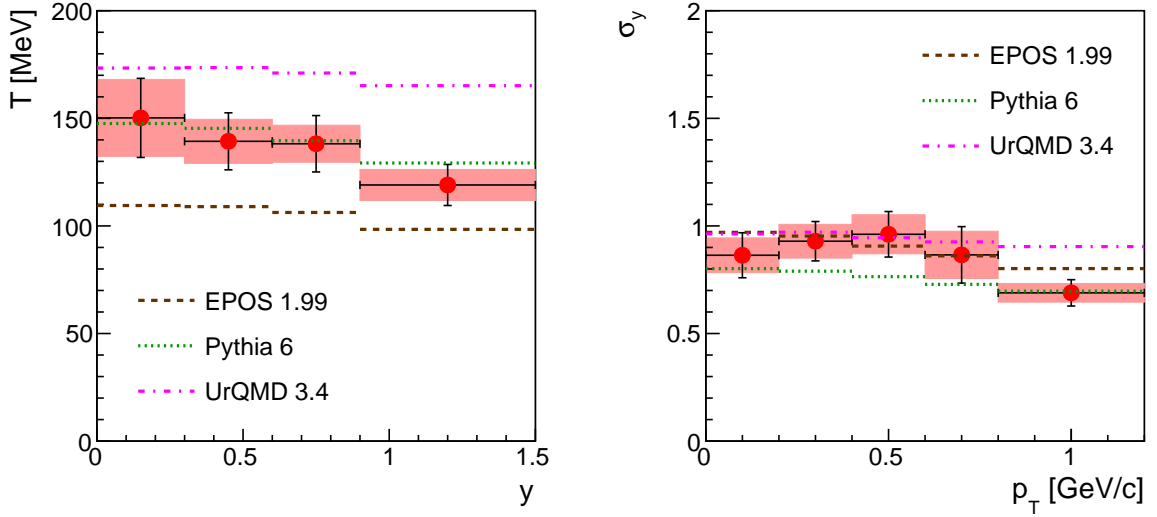 T [MeV]
200
150
100
50
0
EPOS 1.99
Pythia 6
UrQMD 3.4
0 0.5 1 1.5
y
σy
2
1.5
1
0.5
0
EPOS 1.99
Pythia 6
UrQMD 3.4
0 0.5 1
pT [GeV/c]